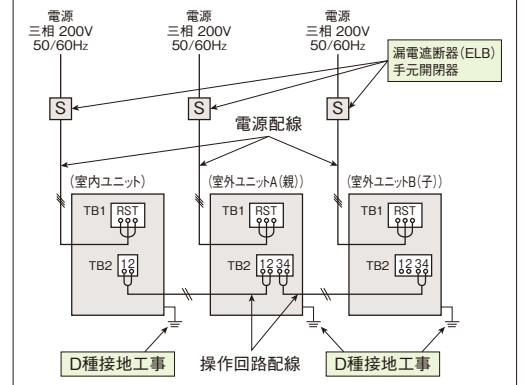 電源
三相 200V
50/60Hz
電源
三相 200V
50/60Hz
電源
三相 200V
50/60Hz
漏電遮断器(ELB)
手元開閉器
S
S
S
電源配線
(室内ユニット)
(室外ユニットA(親))
(室外ユニットB(子))
TB1 RST
TB1 RST
TB1 RST
TB2 12
TB2 12 34
TB2 12 34
D種接地工事
操作回路配線
D種接地工事